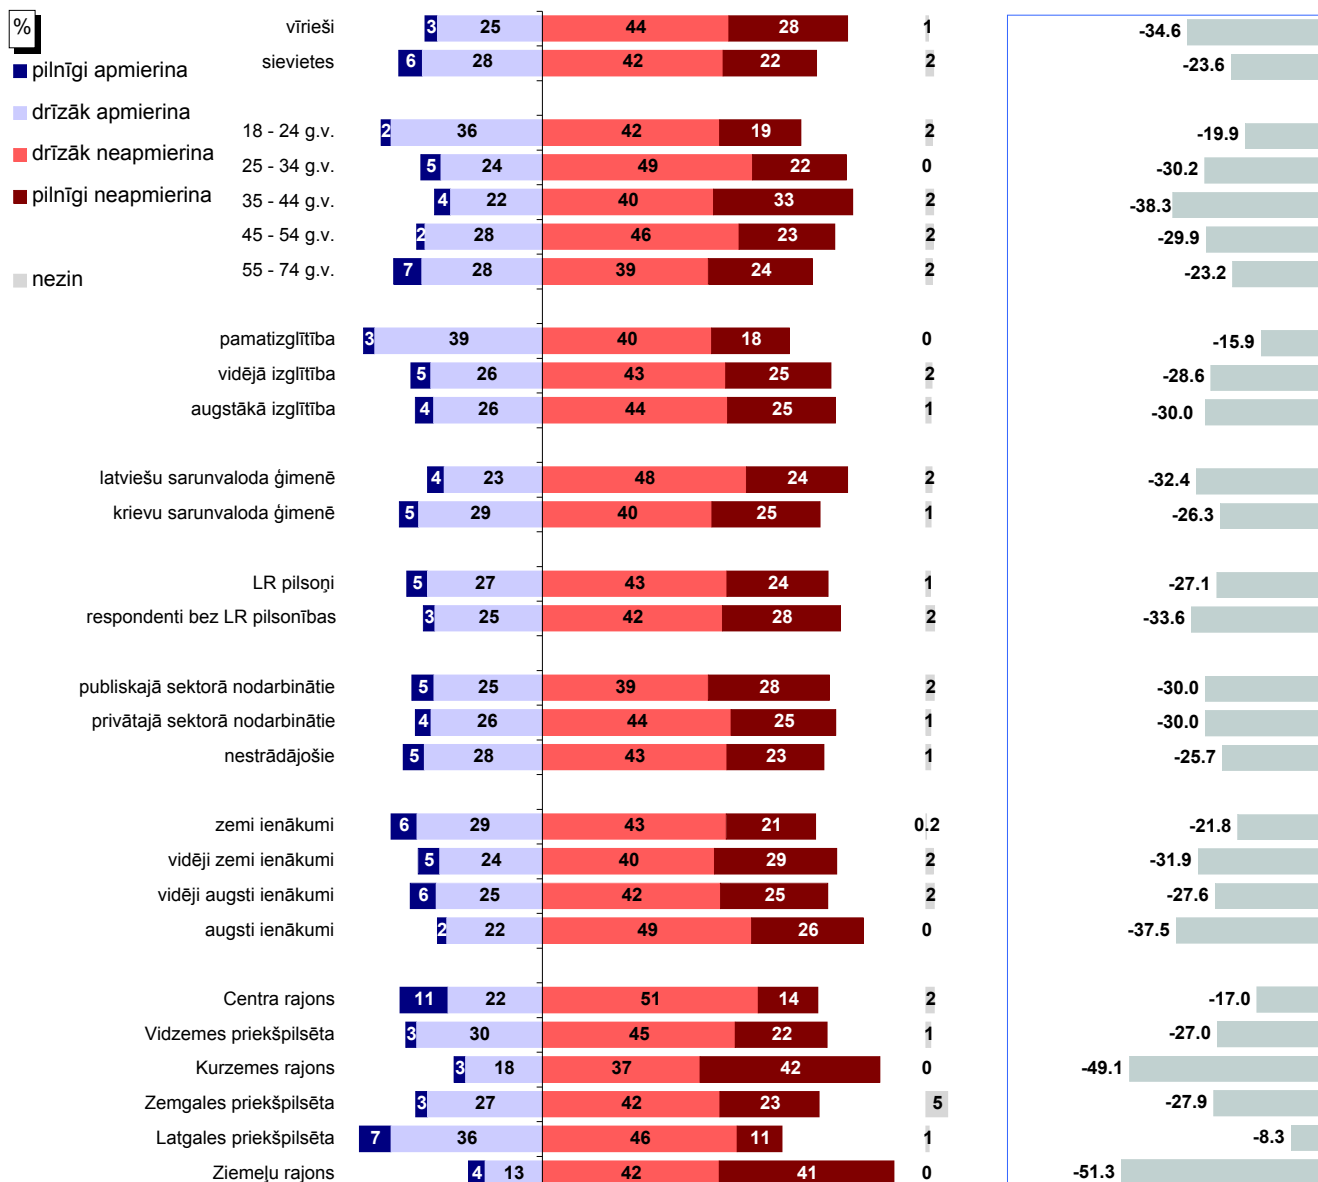 %
pilnīgi apmierina
drīzāk apmierina
drīzāk neapmierina
pilnīgi neapmierina
nezin
vīrieši 3 25 44 28 1 -34.6
sievietes 6 28 42 22 2 -23.6
18 - 24 g.v. 2 36 42 19 2 -19.9
25 - 34 g.v. 5 24 49 22 0 -30.2
35 - 44 g.v. 4 22 40 33 2 -38.3
45 - 54 g.v. 2 28 46 23 2 -29.9
55 - 74 g.v. 7 28 39 24 2 -23.2
pamatizglītība 3 39 40 18 0 -15.9
vidējā izglītība 5 26 43 25 2 -28.6
augstākā izglītība 4 26 44 25 1 -30.0
latviešu sarunvaloda ģimenē 4 23 48 24 2 -32.4
krievu sarunvaloda ģimenē 5 29 40 25 1 -26.3
LR pilsoņi 5 27 43 24 1 -27.1
respondenti bez LR pilsonības 3 25 42 28 2 -33.6
publiskajā sektorā nodarbinātie 5 25 39 28 2 -30.0
privātajā sektorā nodarbinātie 4 26 44 25 1 -30.0
nestrādājošie 5 28 43 23 1 -25.7
zemi ienākumi 6 29 43 21 0.2 -21.8
vidēji zemi ienākumi 5 24 40 29 2 -31.9
vidēji augsti ienākumi 6 25 42 25 2 -27.6
augsti ienākumi 2 22 49 26 0 -37.5
Centra rajons 11 22 51 14 2 -17.0
Vidzemes priekšpilsēta 3 30 45 22 1 -27.0
Kurzemes rajons 3 18 37 42 0 -49.1
Zemgales priekšpilsēta 3 27 42 23 5 -27.9
Latgales priekšpilsēta 7 36 46 11 1 -8.3
Ziemeļu rajons 4 13 42 41 0 -51.3